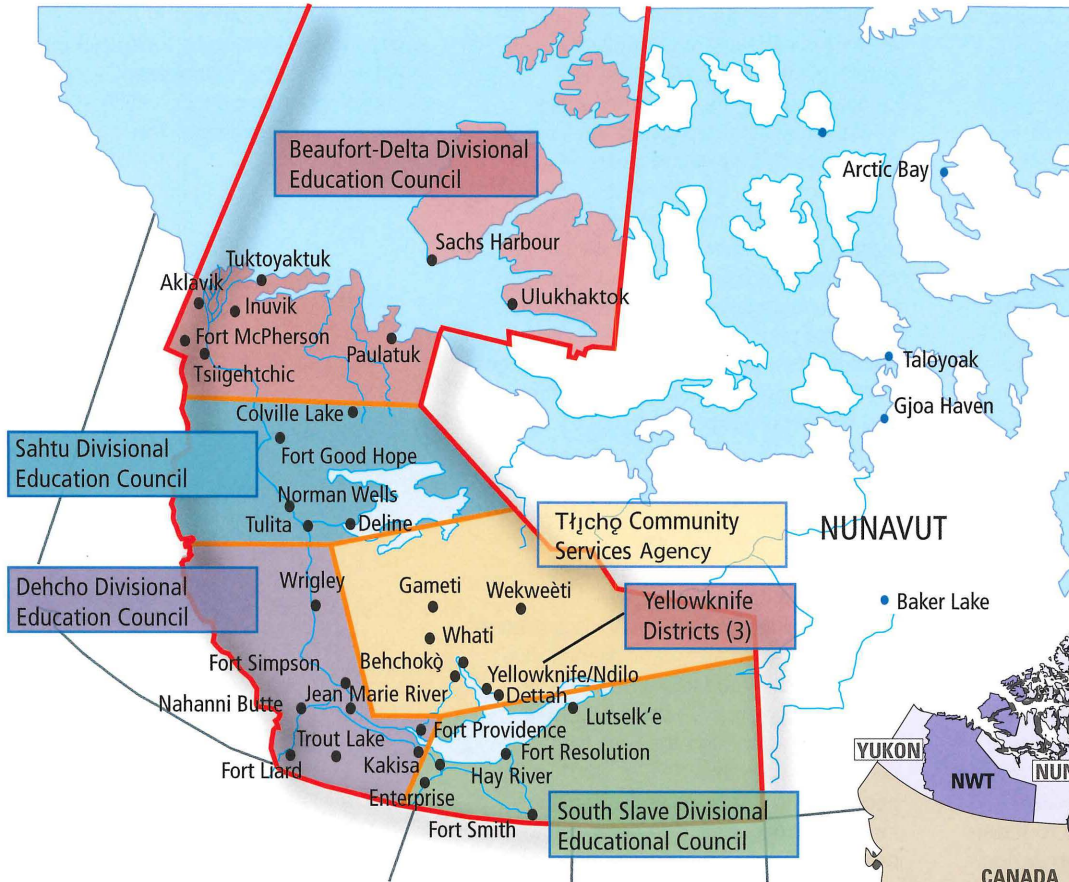 Beaufort-Delta Divisional
Education Council
Arctic Bay
Sachs Harbour
Tuktoyaktuk
Aklavik
Inuvik
Ulukhaktok
Fort McPherson
Paulatuk
Tsiigehtchic
Taloyoak
Gjoa Haven
Colville Lake
Sahtu Divisional
Education Council
Fort Good Hope
Norman Wells
Tulita
Deline
Tłı̨chǫ Community
Services Agency
NUNAVUT
Dehcho Divisional
Education Council
Wrigley
Gameti
Wekweèti
Yellowknife
Districts (3)
Baker Lake
Whati
Behchokǫ̀
Fort Simpson
Yellowknife/Ndilo
Jean Marie River
Dettah
Nahanni Butte
Lutselk'e
Fort Providence
Trout Lake
Fort Resolution
Fort Liard
Kakisa
Hay River
Enterprise
Fort Smith
South Slave Divisional
Educational Council
YUKON
NWT
NUN
CANADA